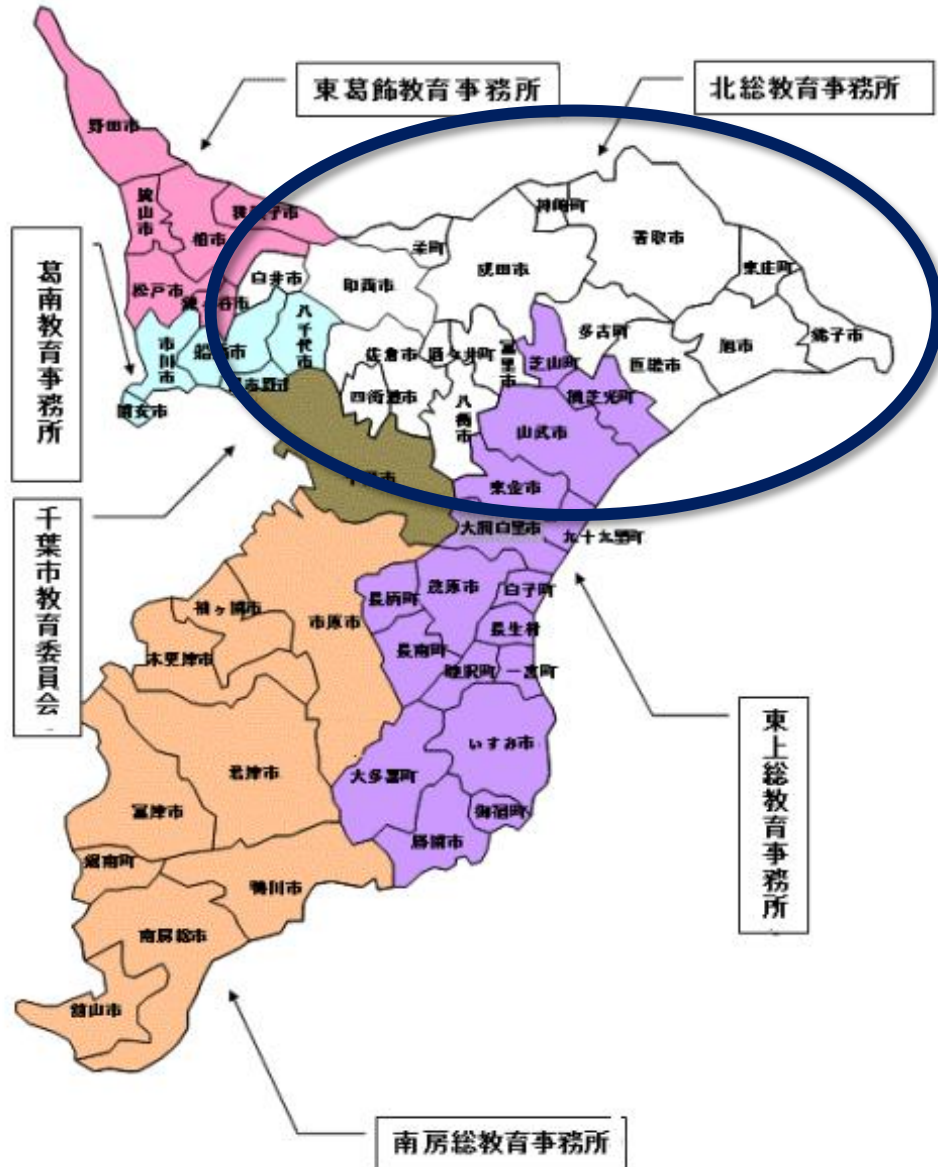 東葛飾教育事務所
北総教育事務所
野田市
流山市
柏市
我孫子市
松戸市
鎌ヶ谷市
白井市
印西市
栄町
成田市
神崎町
香取市
東庄町
銚子市
旭市
匝瑳市
多古町
芝山町
横芝光町
山武市
富里市
酒々井町
佐倉市
八街市
四街道市
八千代市
船橋市
市川市
浦安市
葛南教育事務所
千葉市教育委員会
東金市
大網白里市
九十九里町
茂原市
白子町
長柄町
長生村
長南町
睦沢町
一宮町
いすみ市
大多喜町
御宿町
勝浦市
東上総教育事務所
市原市
袖ヶ浦市
木更津市
君津市
富津市
鋸南町
鴨川市
南房総市
館山市
南房総教育事務所